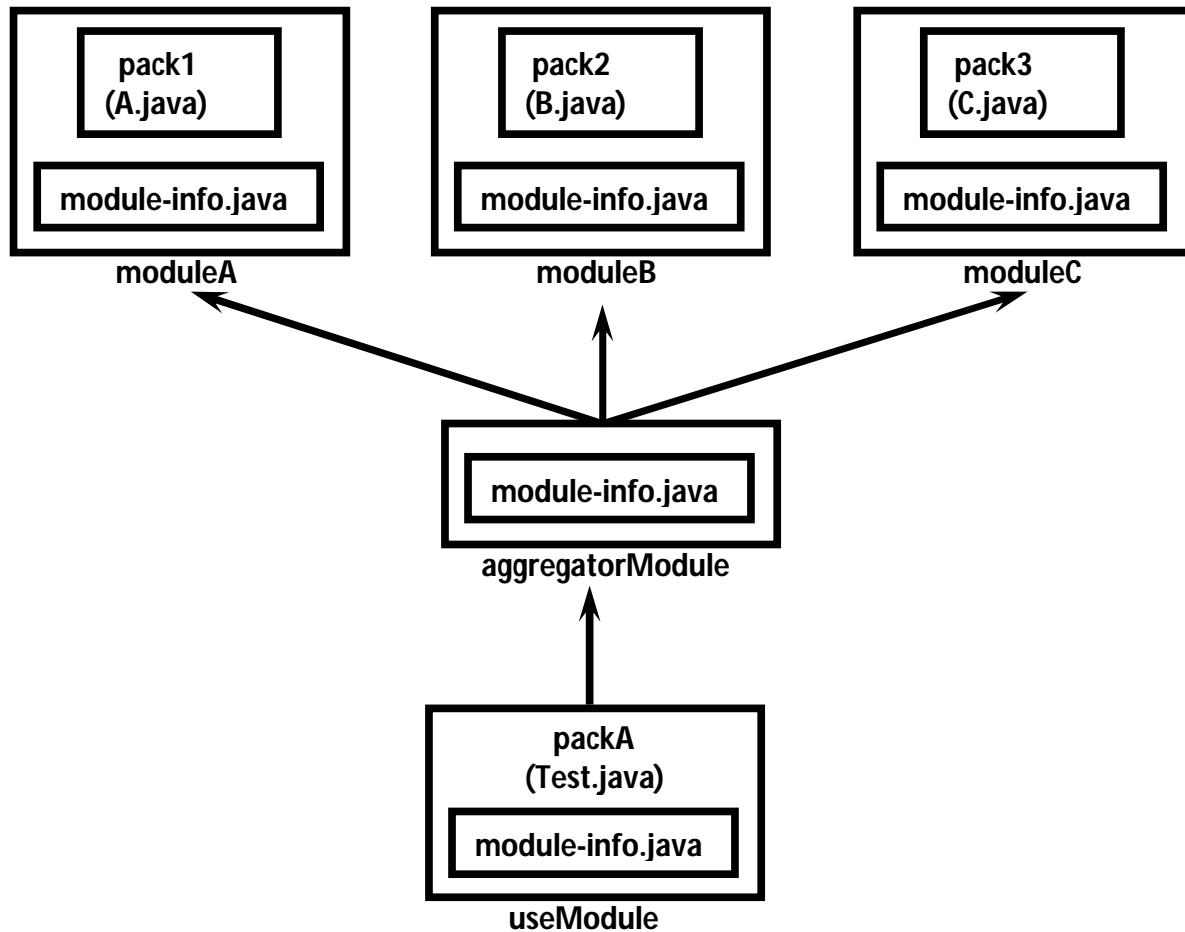 pack1
(A.java)
module-info.java
moduleA
pack2
(B.java)
module-info.java
moduleB
pack3
(C.java)
module-info.java
moduleC
module-info.java
aggregatorModule
packA
(Test.java)
module-info.java
useModule